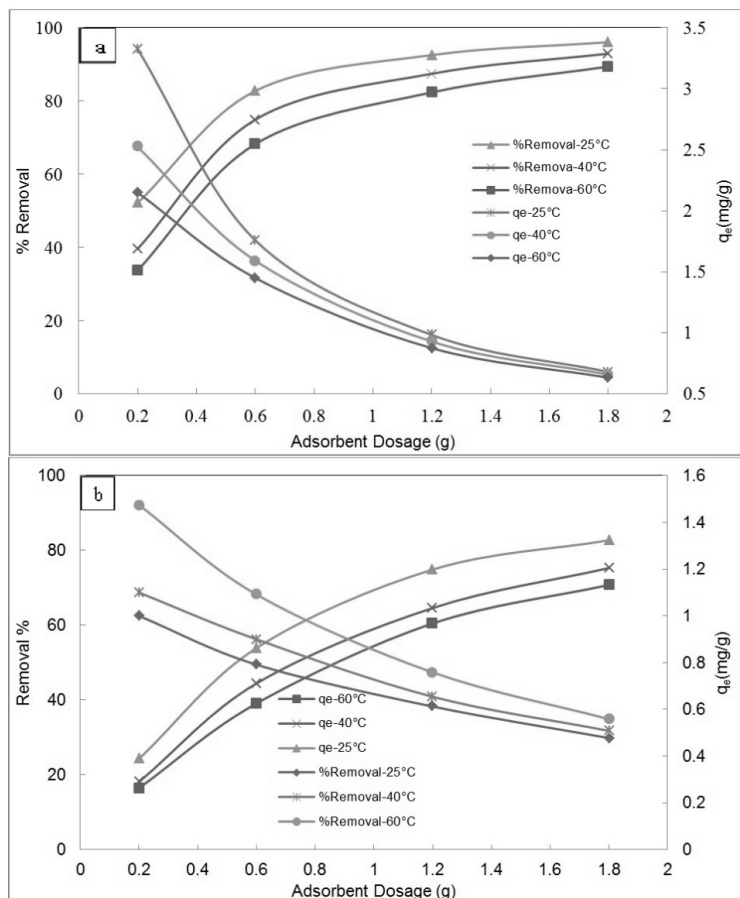 a
100
80
60
40
20
0
% Removal
3.5
3
2.5
2
1.5
1
0.5
qe(mg/g)
%Removal-25°C
%Remova-40°C
%Remova-60°C
qe-25°C
qe-40°C
qe-60°C
0 0.2 0.4 0.6 0.8 1 1.2 1.4 1.6 1.8 2
Adsorbent Dosage (g)
b
100
80
60
40
20
0
Removal %
1.6
1.4
1.2
1
0.8
0.6
0.4
0.2
0
qe(mg/g)
qe-60°C
qe-40°C
qe-25°C
%Removal-25°C
%Removal-40°C
%Removal-60°C
0 0.2 0.4 0.6 0.8 1 1.2 1.4 1.6 1.8 2
Adsorbent Dosage (g)